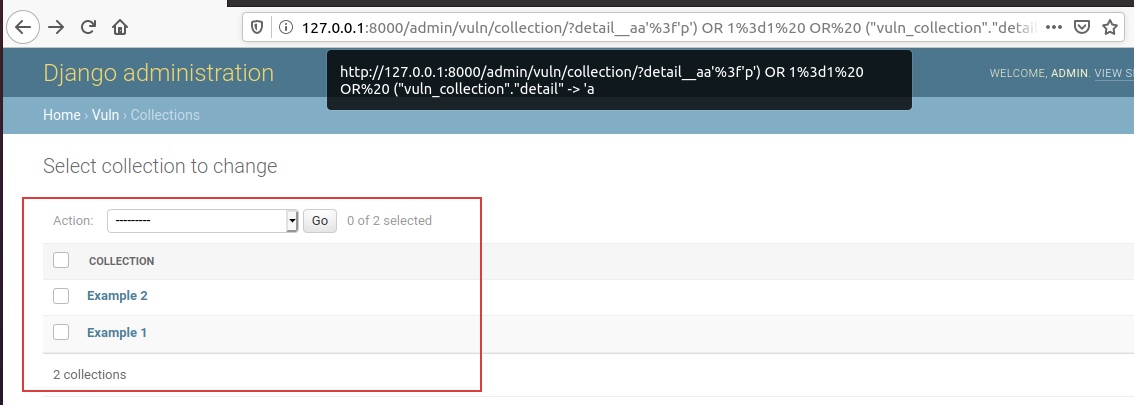 127.0.0.1:8000/admin/vuln/collection/?detail__aa'%3f'p') OR 1%3d1%20 OR%20 ("vuln_collection"."detail
Django administration
http://127.0.0.1:8000/admin/vuln/collection/?detail__aa'%3f'p') OR 1%3d1%20
OR%20 ("vuln_collection"."detail" -> 'a
WELCOME, ADMIN. VIEW S
Home › Vuln › Collections
Select collection to change
Action: --------- Go 0 of 2 selected
COLLECTION
Example 2
Example 1
2 collections